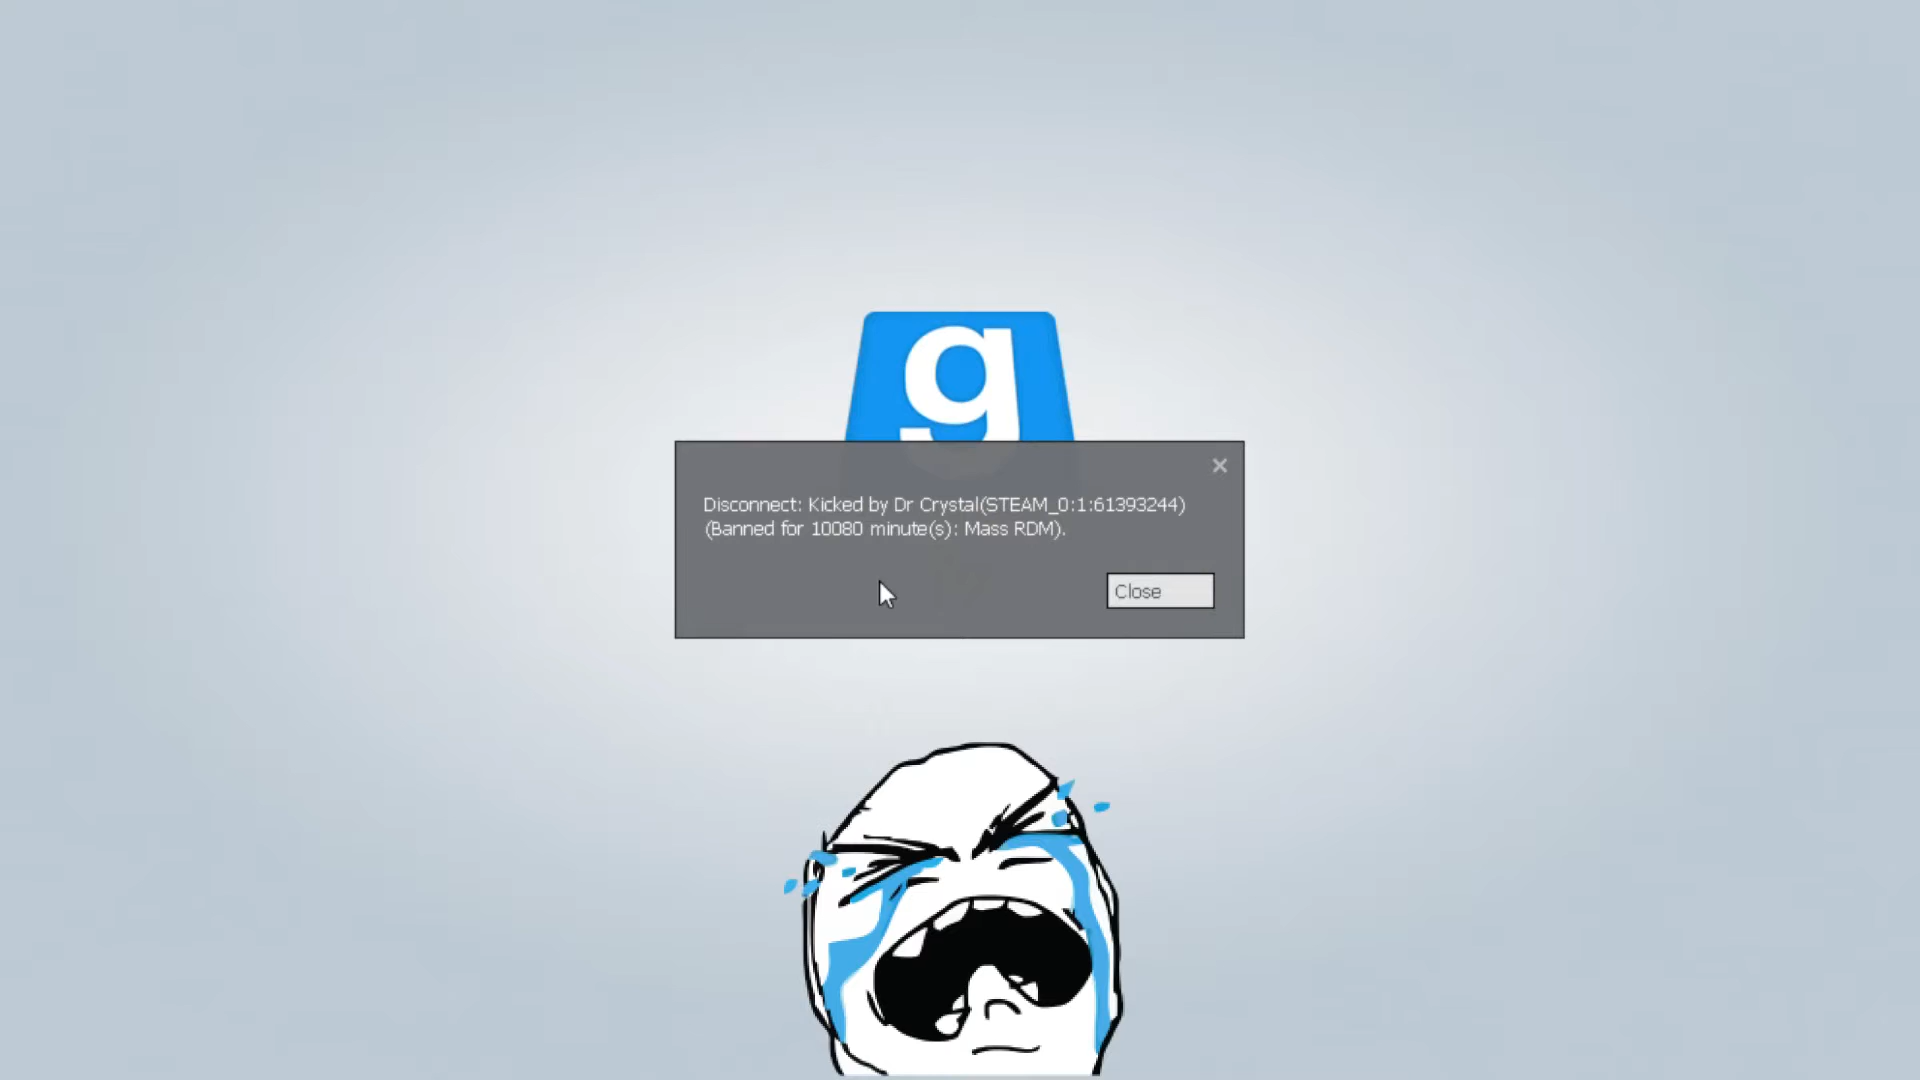 g
Disconnect: Kicked by Dr Crystal(STEAM_0:1:61393244)
(Banned for 10080 minute(s): Mass RDM).
Close